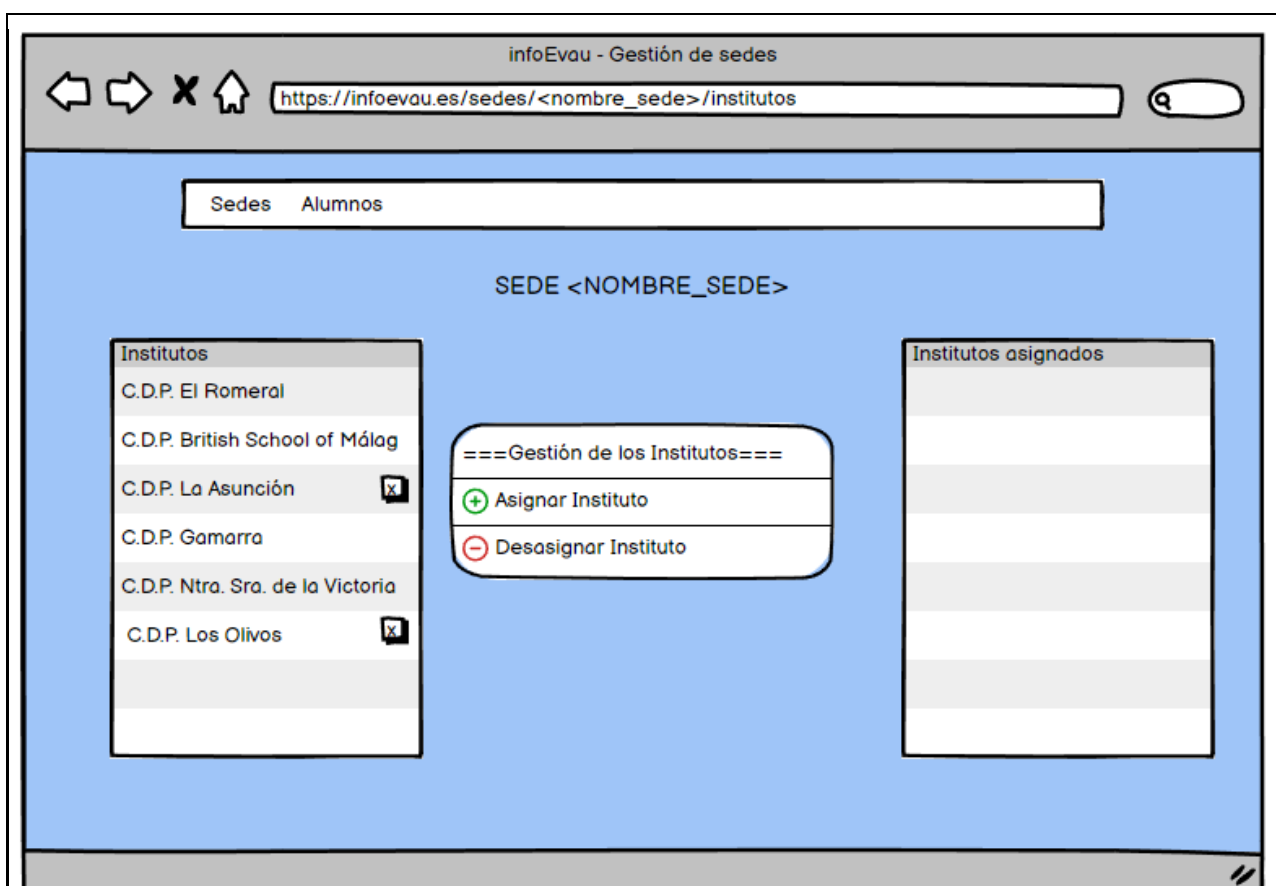 infoEvau - Gestión de sedes
https://infoevau.es/sedes/<nombre_sede>/institutos
Sedes Alumnos
SEDE <NOMBRE_SEDE>
Institutos
C.D.P. El Romeral
C.D.P. British School of Málag
C.D.P. La Asunción x
C.D.P. Gamarra
C.D.P. Ntra. Sra. de la Victoria
C.D.P. Los Olivos x
===Gestión de los Institutos===
Asignar Instituto
Desasignar Instituto
Institutos asignados